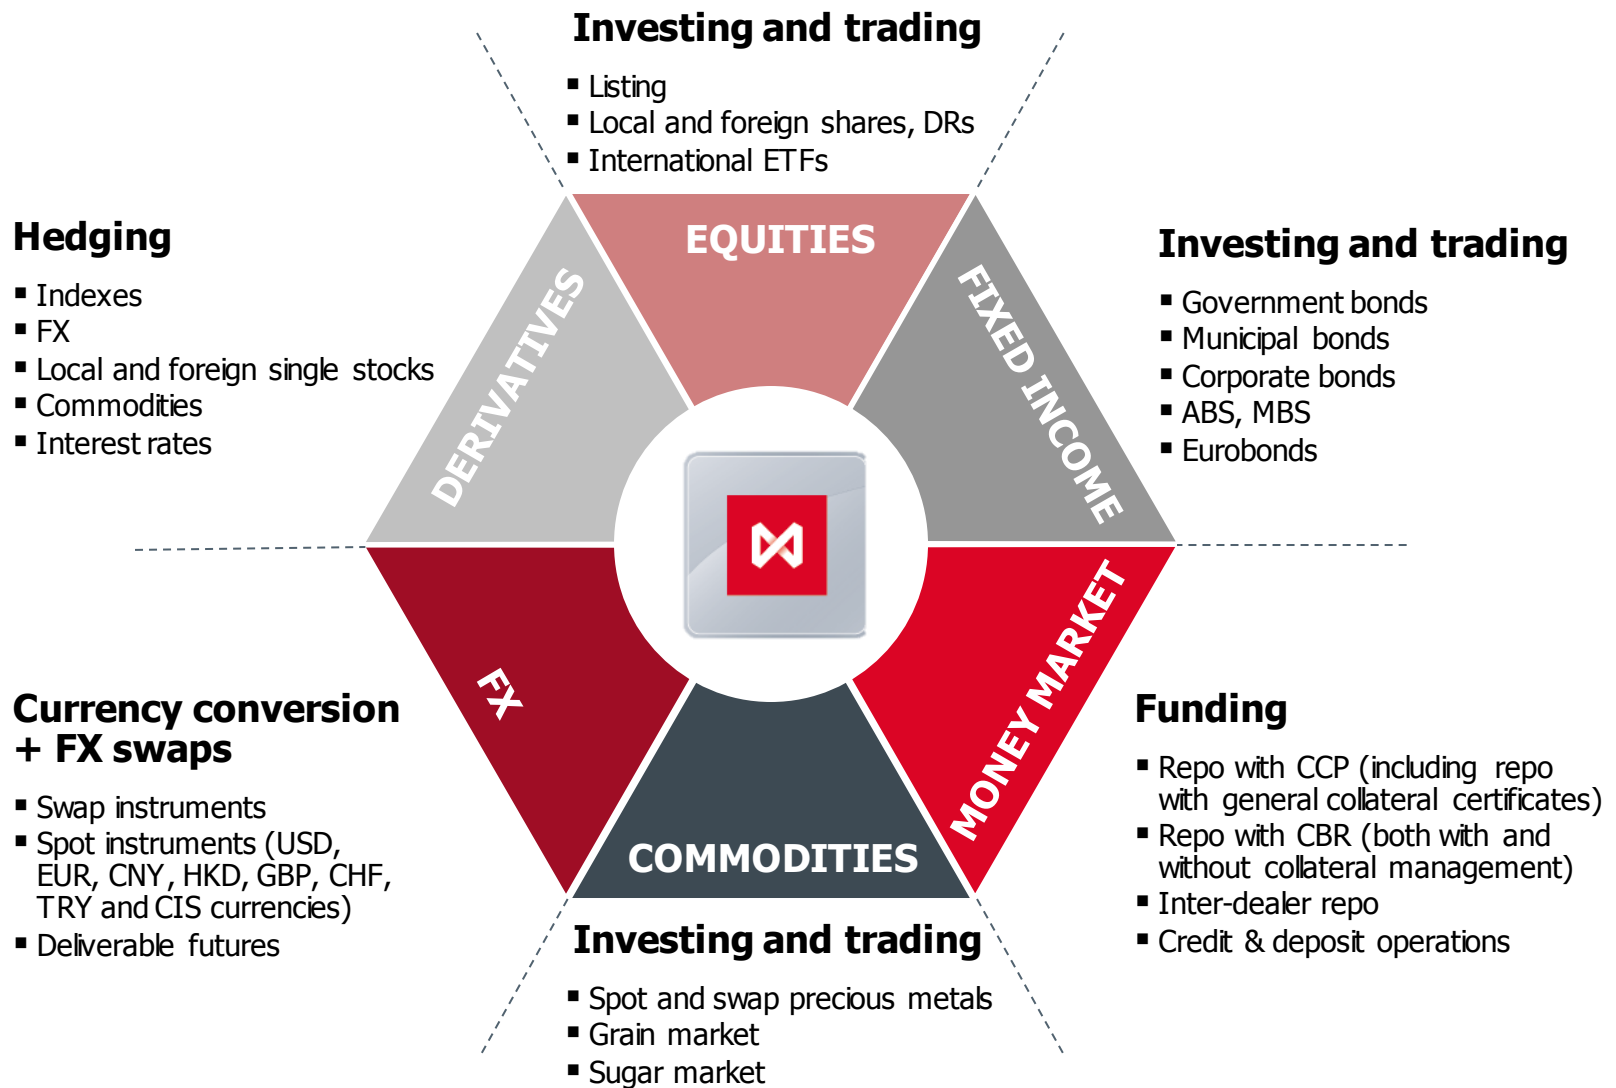 Investing and trading
▪ Listing
▪ Local and foreign shares, DRs
▪ International ETFs
EQUITIES
Hedging
▪ Indexes
▪ FX
▪ Local and foreign single stocks
▪ Commodities
▪ Interest rates
DERIVATIVES
FIXED INCOME
Investing and trading
▪ Government bonds
▪ Municipal bonds
▪ Corporate bonds
▪ ABS, MBS
▪ Eurobonds
FX
Currency conversion
+ FX swaps
▪ Swap instruments
▪ Spot instruments (USD,
EUR, CNY, HKD, GBP, CHF,
TRY and CIS currencies)
▪ Deliverable futures
MONEY MARKET
Funding
▪ Repo with CCP (including repo
with general collateral certificates)
▪ Repo with CBR (both with and
without collateral management)
▪ Inter-dealer repo
▪ Credit & deposit operations
COMMODITIES
Investing and trading
▪ Spot and swap precious metals
▪ Grain market
▪ Sugar market